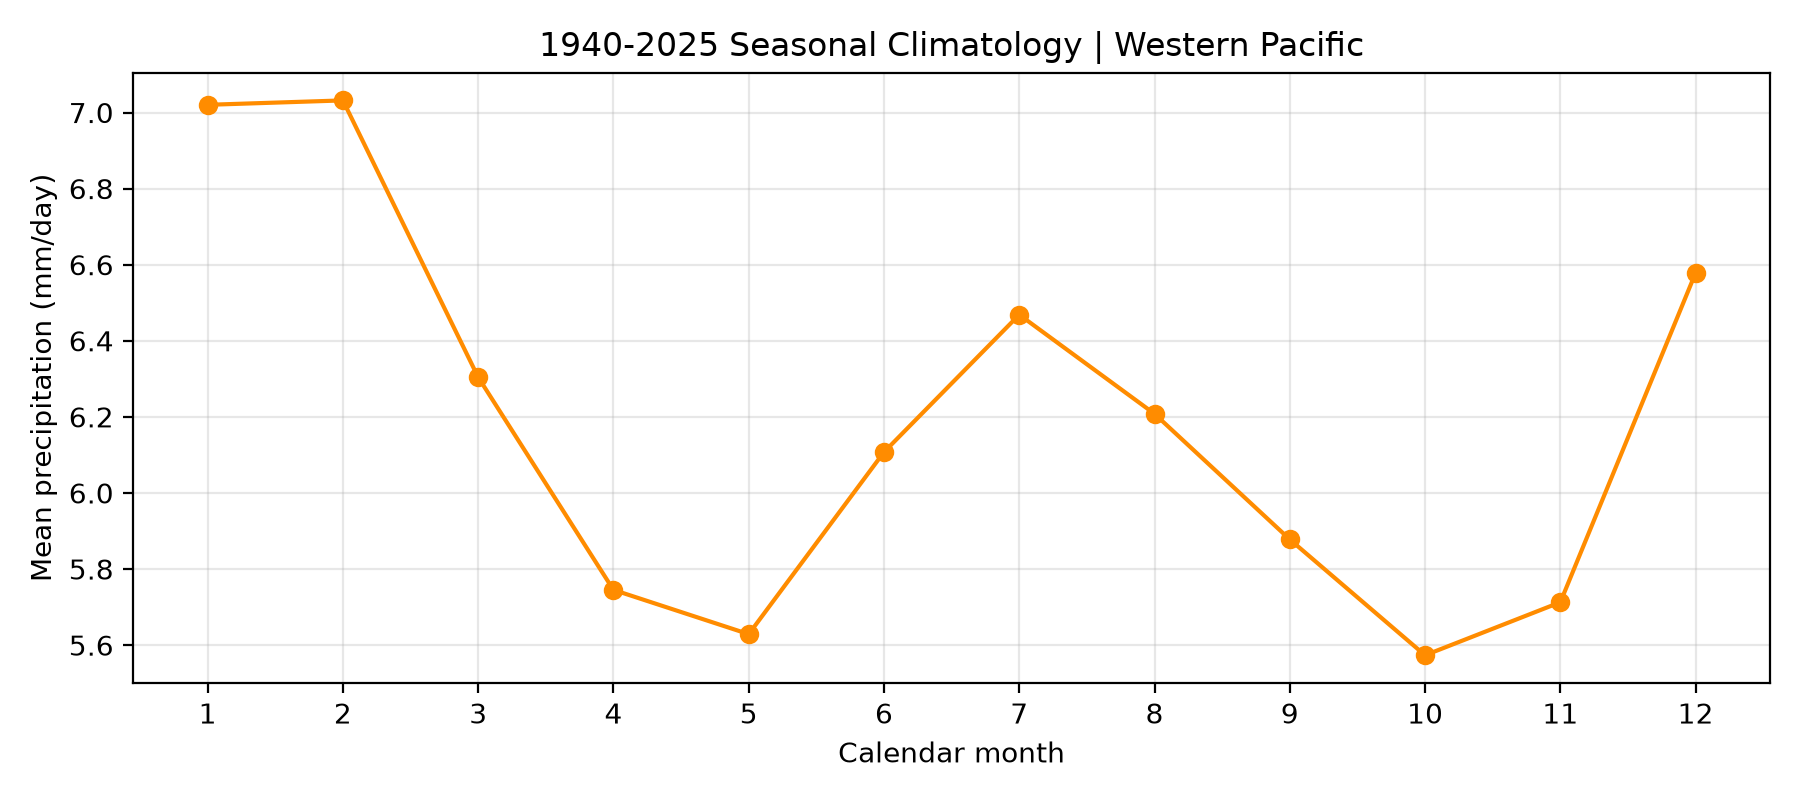 1940-2025 Seasonal Climatology | Western Pacific
Mean precipitation (mm/day)
7.0
6.8
6.6
6.4
6.2
6.0
5.8
5.6
1 2 3 4 5 6 7 8 9 10 11 12
Calendar month